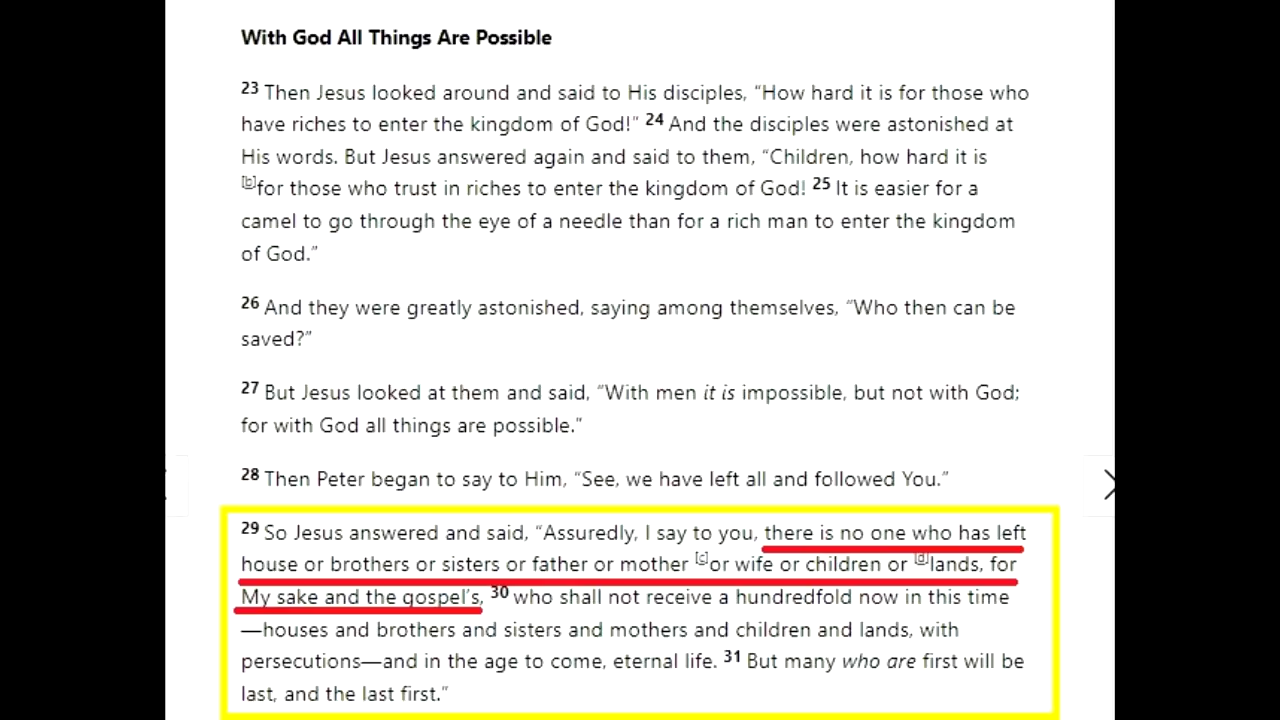 With God All Things Are Possible
23 Then Jesus looked around and said to His disciples, “How hard it is for those who
have riches to enter the kingdom of God!” 24 And the disciples were astonished at
His words. But Jesus answered again and said to them, “Children, how hard it is
[b]for those who trust in riches to enter the kingdom of God! 25 It is easier for a
camel to go through the eye of a needle than for a rich man to enter the kingdom
of God.”
26 And they were greatly astonished, saying among themselves, “Who then can be
saved?”
27 But Jesus looked at them and said, “With men it is impossible, but not with God;
for with God all things are possible.”
28 Then Peter began to say to Him, “See, we have left all and followed You.”
29 So Jesus answered and said, “Assuredly, I say to you, there is no one who has left
house or brothers or sisters or father or mother [c]or wife or children or [d]lands, for
My sake and the gospel’s, 30 who shall not receive a hundredfold now in this time
—houses and brothers and sisters and mothers and children and lands, with
persecutions—and in the age to come, eternal life. 31 But many who are first will be
last, and the last first.”